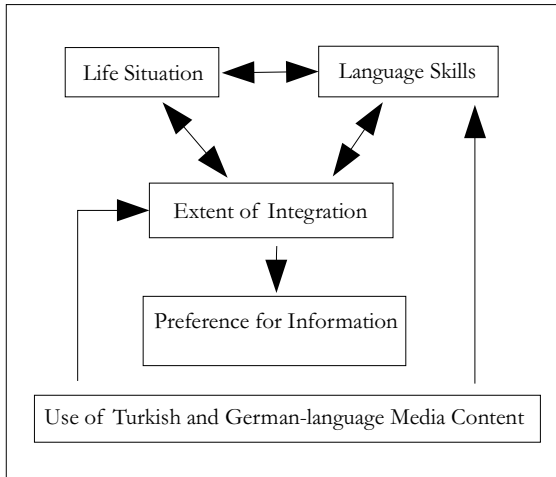 Life Situation
Language Skills
Extent of Integration
Preference for Information
Use of Turkish and German-language Media Content